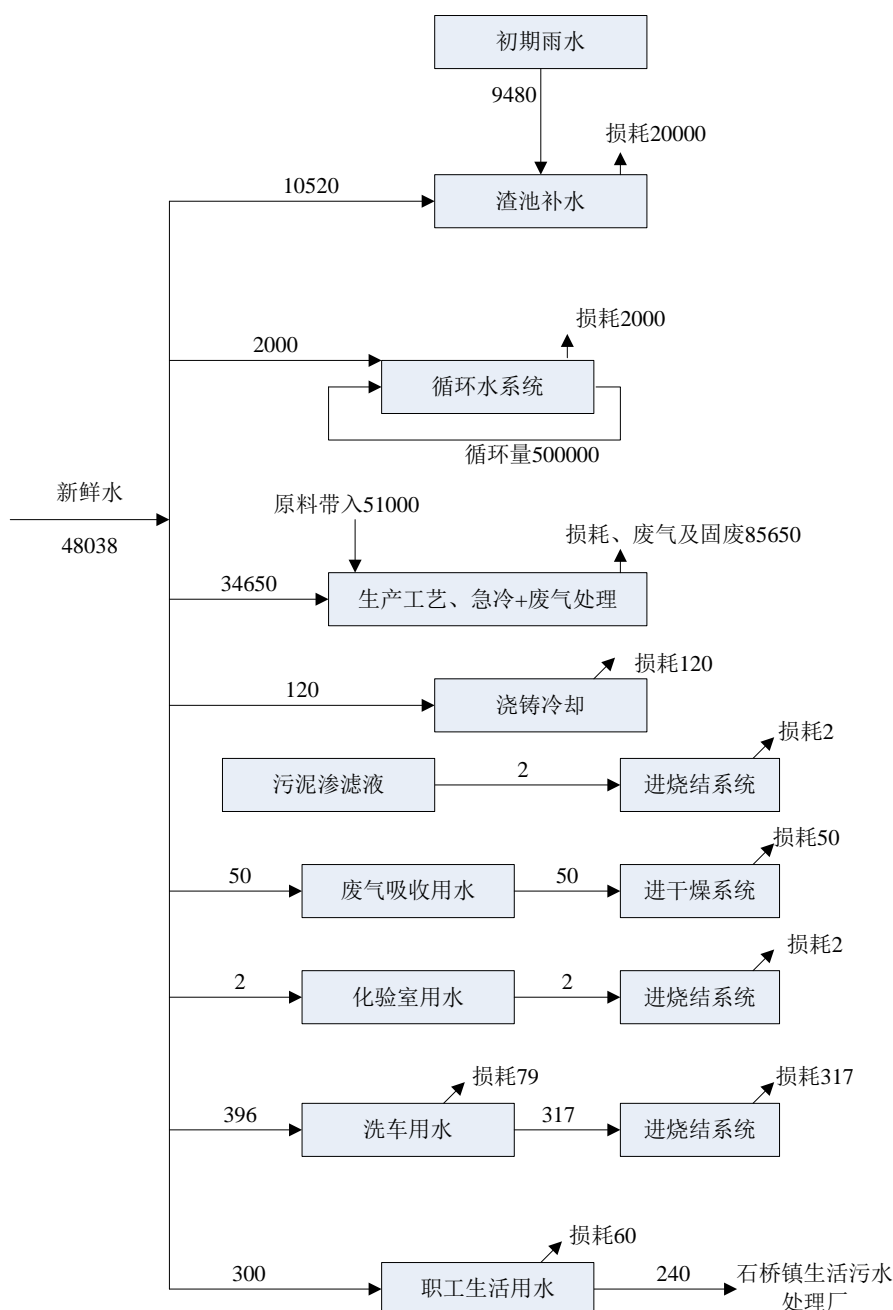 初期雨水
9480
损耗20000
10520
渣池补水
损耗2000
2000
循环水系统
循环量500000
新鲜水
48038
原料带入51000
损耗、废气及固废85650
34650
生产工艺、急冷+废气处理
损耗120
120
浇铸冷却
损耗2
污泥渗滤液
2
进烧结系统
损耗50
50
废气吸收用水
50
进干燥系统
损耗2
2
化验室用水
2
进烧结系统
损耗79
损耗317
396
洗车用水
317
进烧结系统
损耗60
300
职工生活用水
240
石桥镇生活污水
处理厂